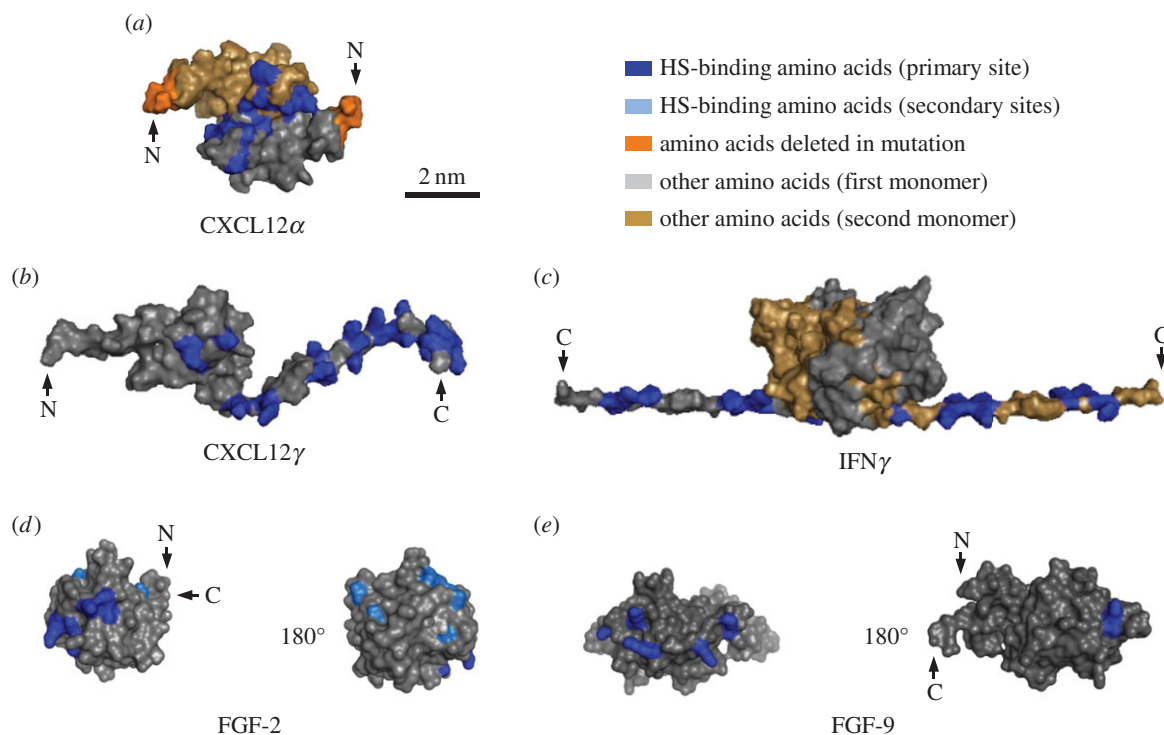 (a)
N
N
2 nm
CXCL12α
HS-binding amino acids (primary site)
HS-binding amino acids (secondary sites)
amino acids deleted in mutation
other amino acids (first monomer)
other amino acids (second monomer)
(b)
N
C
CXCL12γ
(c)
C
C
IFNγ
(d)
N
C
180°
FGF-2
(e)
N
180°
C
FGF-9